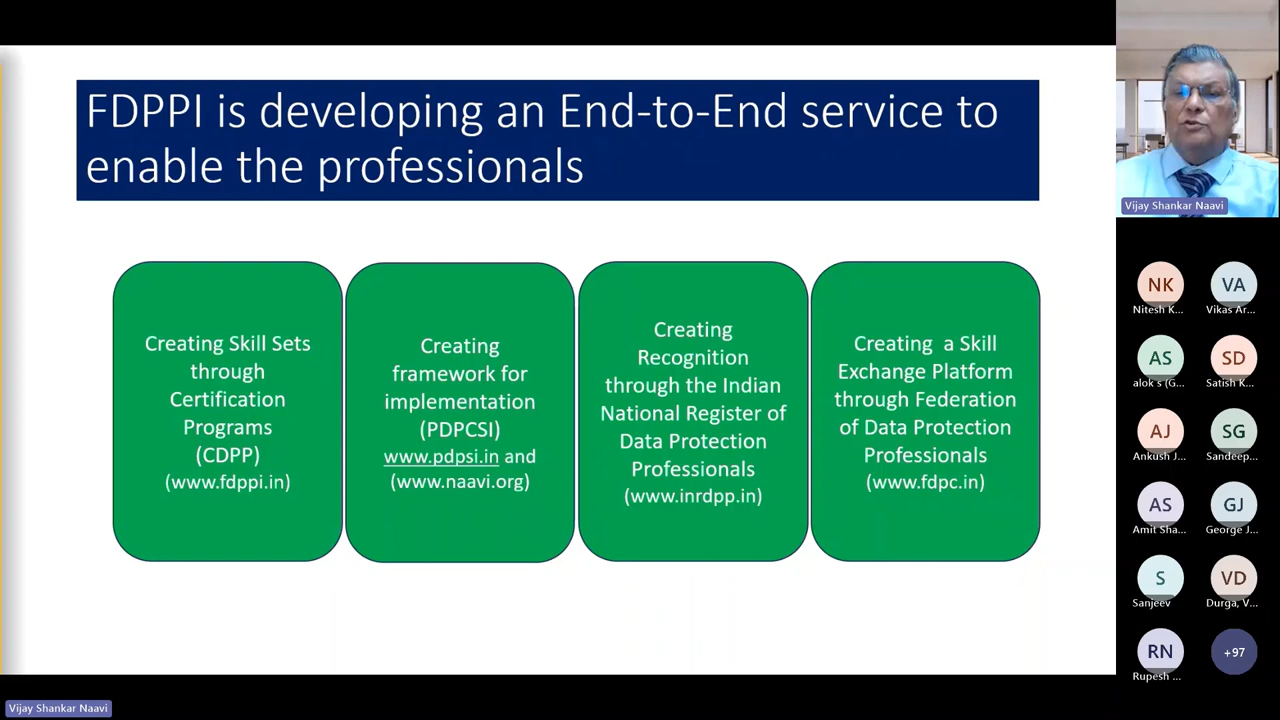 FDPPI is developing an End-to-End service to
enable the professionals
Creating Skill Sets
through
Certification
Programs
(CDPP)
(www.fdppi.in)
Creating
framework for
implementation
(PDPCSI)
www.pdpsi.in and
(www.naavi.org)
Creating
Recognition
through the Indian
National Register of
Data Protection
Professionals
(www.inrdpp.in)
Creating a Skill
Exchange Platform
through Federation
of Data Protection
Professionals
(www.fdpc.in)
Vijay Shankar Naavi
NK
Nitesh K...
VA
Vikas Ar...
AS
alok s (G...
SD
Satish K...
AJ
Ankush J...
SG
Sandeep...
AS
Amit Sha...
GJ
George J...
S
Sanjeev
VD
Durga, V...
RN
Rupesh ...
+97
Vijay Shankar Naavi